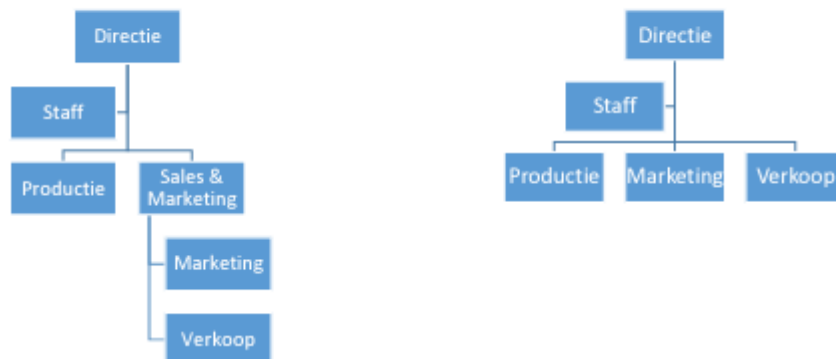 Directie
Staff
Productie
Sales &
Marketing
Marketing
Verkoop
Directie
Staff
Productie
Marketing
Verkoop